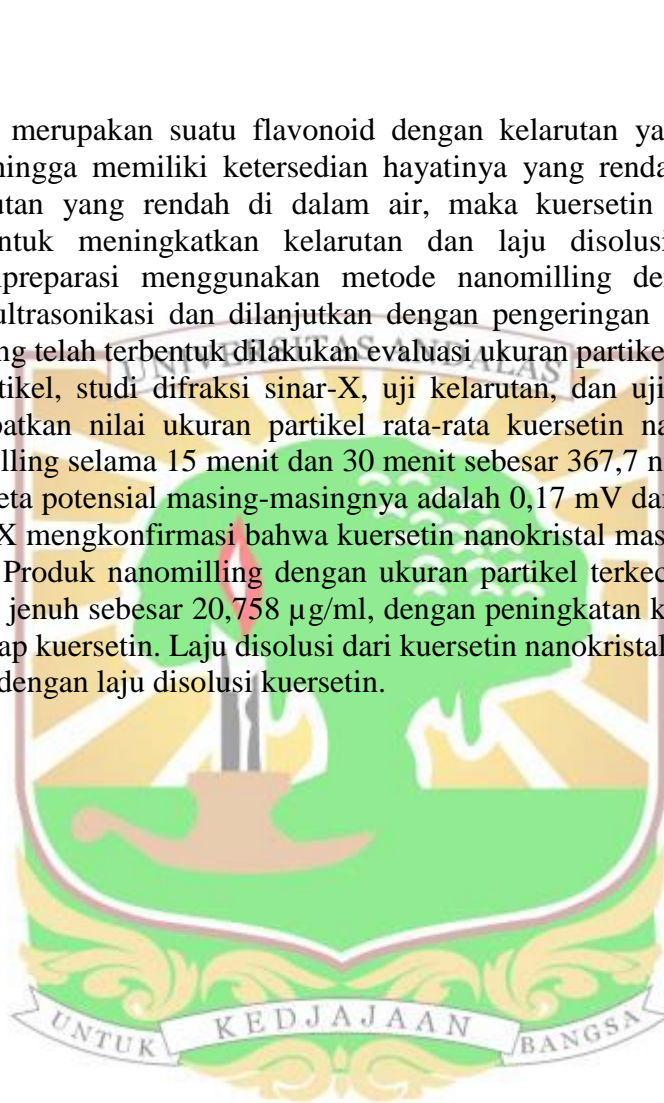 merupakan suatu flavonoid dengan kelarutan ya
hingga memiliki ketersedian hayatinya yang renda
utan yang rendah di dalam air, maka kuersetin
ntuk meningkatkan kelarutan dan laju disolusi
preparasi menggunakan metode nanomilling de
ultrasonikasi dan dilanjutkan dengan pengeringan
ng telah terbentuk dilakukan evaluasi ukuran partike
UNIVERSITAS ANDALAS
tikel, studi difraksi sinar-X, uji kelarutan, dan uji
patkan nilai ukuran partikel rata-rata kuersetin na
lling selama 15 menit dan 30 menit sebesar 367,7 n
eta potensial masing-masingnya adalah 0,17 mV da
X mengkonfirmasi bahwa kuersetin nanokristal mas
Produk nanomilling dengan ukuran partikel terkec
jenuh sebesar 20,758 µg/ml, dengan peningkatan k
ap kuersetin. Laju disolusi dari kuersetin nanokristal
dengan laju disolusi kuersetin.
UNTUK KEDJAJAAN BANGSA